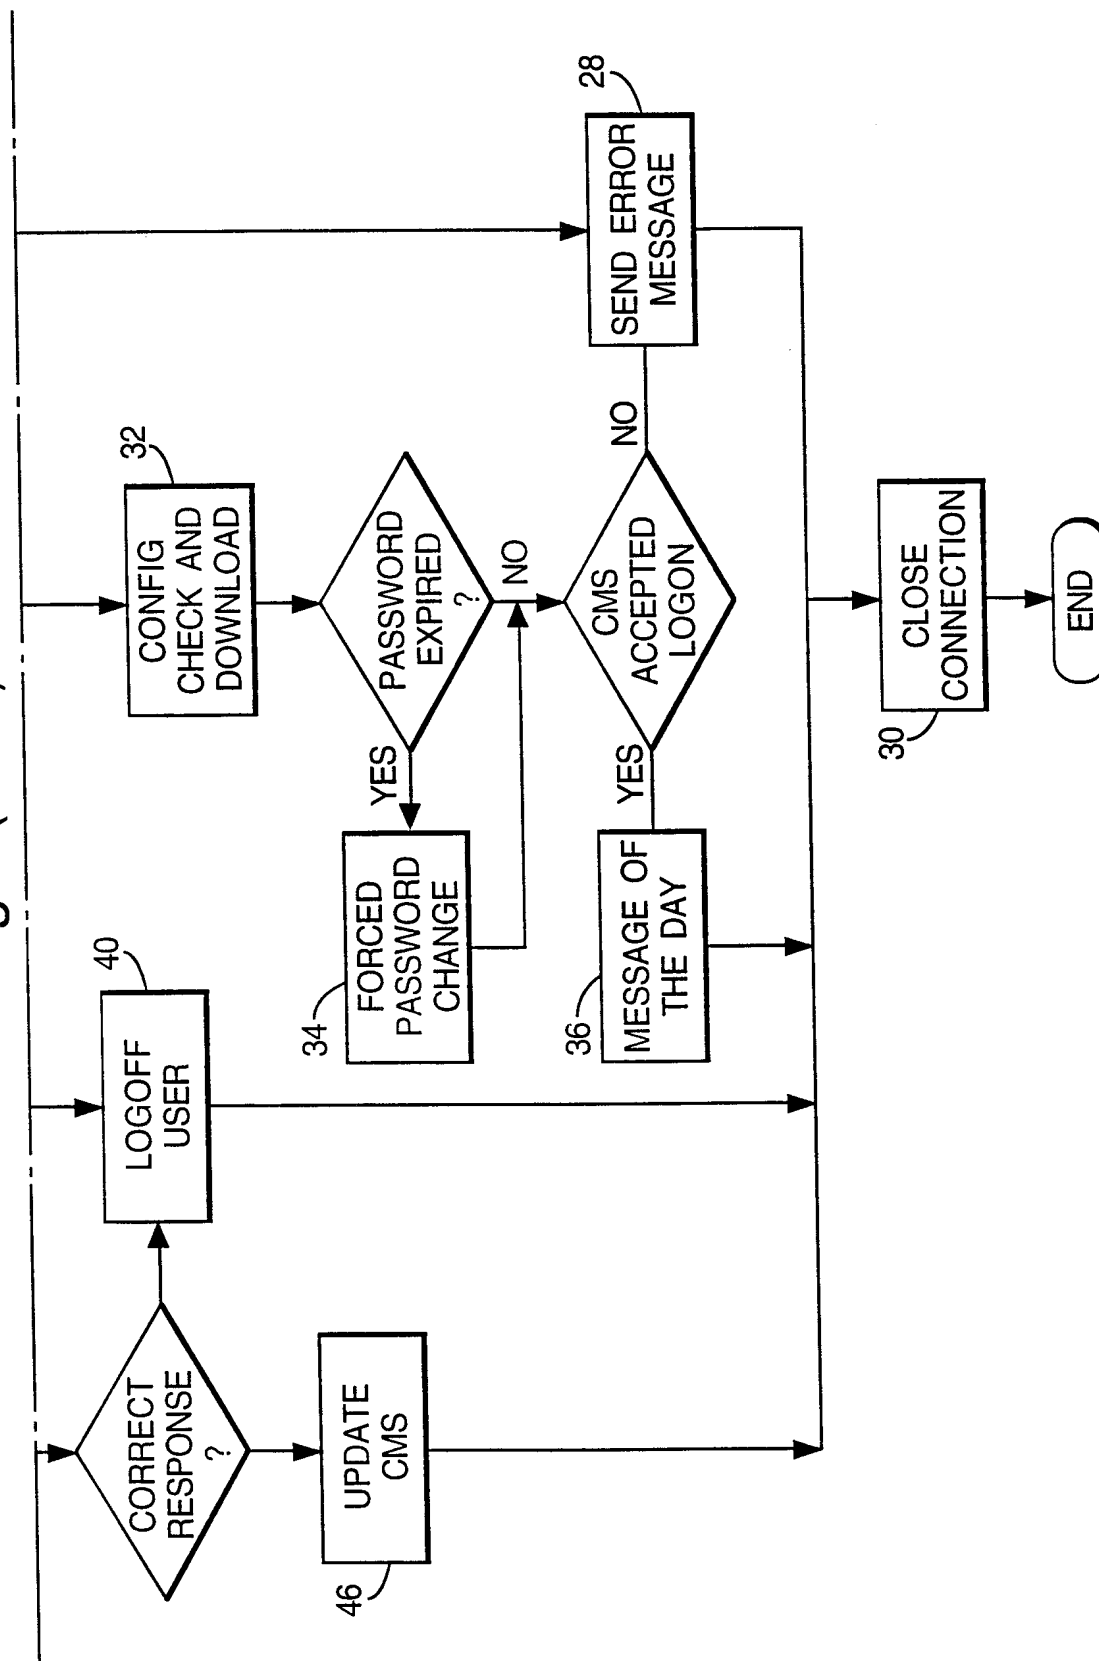 CORRECT
RESPONSE
?
LOGOFF
USER
40
UPDATE
CMS
46
CONFIG
CHECK AND
DOWNLOAD
32
PASSWORD
EXPIRED
?
YES
NO
FORCED
PASSWORD
CHANGE
34
CMS
ACCEPTED
LOGON
YES
NO
MESSAGE OF
THE DAY
36
SEND ERROR
MESSAGE
28
CLOSE
CONNECTION
30
END